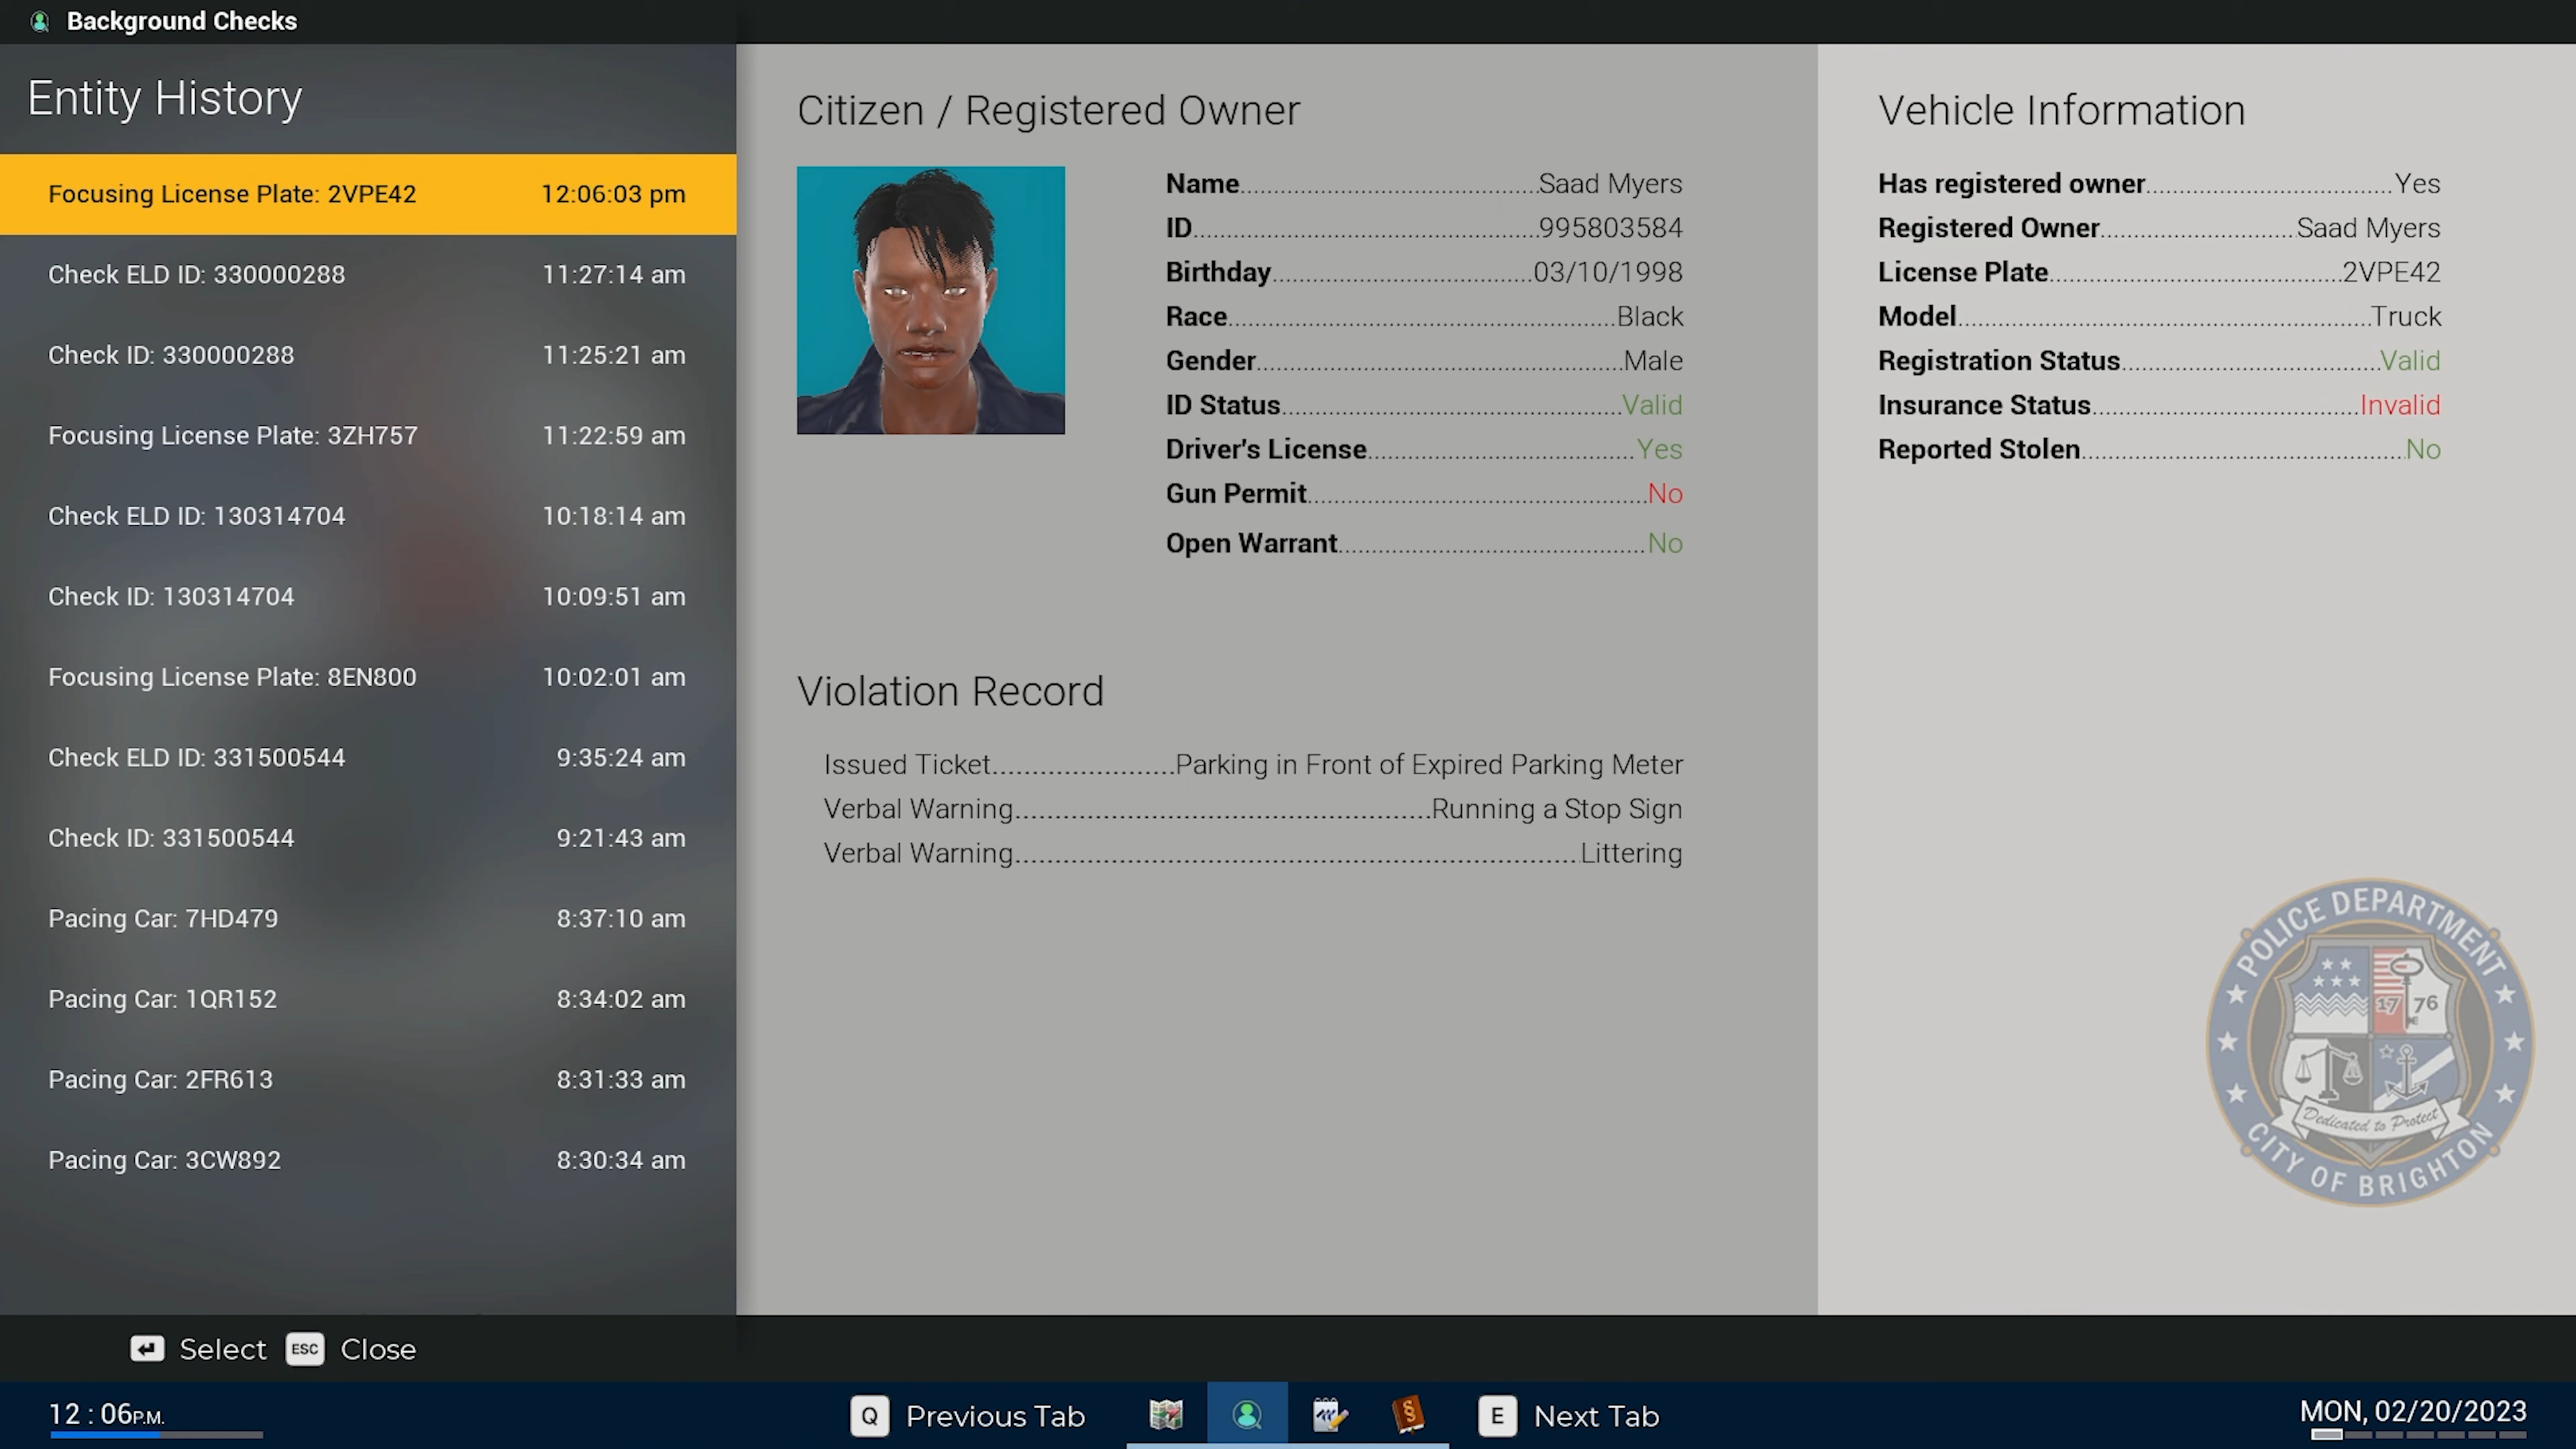 Background Checks
Entity History
Focusing License Plate: 2VPE42 12:06:03 pm
Check ELD ID: 330000288 11:27:14 am
Check ID: 330000288 11:25:21 am
Focusing License Plate: 3ZH757 11:22:59 am
Check ELD ID: 130314704 10:18:14 am
Check ID: 130314704 10:09:51 am
Focusing License Plate: 8EN800 10:02:01 am
Check ELD ID: 331500544 9:35:24 am
Check ID: 331500544 9:21:43 am
Pacing Car: 7HD479 8:37:10 am
Pacing Car: 1QR152 8:34:02 am
Pacing Car: 2FR613 8:31:33 am
Pacing Car: 3CW892 8:30:34 am
Citizen / Registered Owner
Name Saad Myers
ID 995803584
Birthday 03/10/1998
Race Black
Gender Male
ID Status Valid
Driver's License Yes
Gun Permit No
Open Warrant No
Violation Record
Issued Ticket Parking in Front of Expired Parking Meter
Verbal Warning Running a Stop Sign
Verbal Warning Littering
Vehicle Information
Has registered owner Yes
Registered Owner Saad Myers
License Plate 2VPE42
Model Truck
Registration Status Valid
Insurance Status Invalid
Reported Stolen No
POLICE DEPARTMENT
17 76
Dedicated to Protect
CITY OF BRIGHTON
Select ESC Close
12 : 06 P.M.
Q Previous Tab § E Next Tab
MON, 02/20/2023